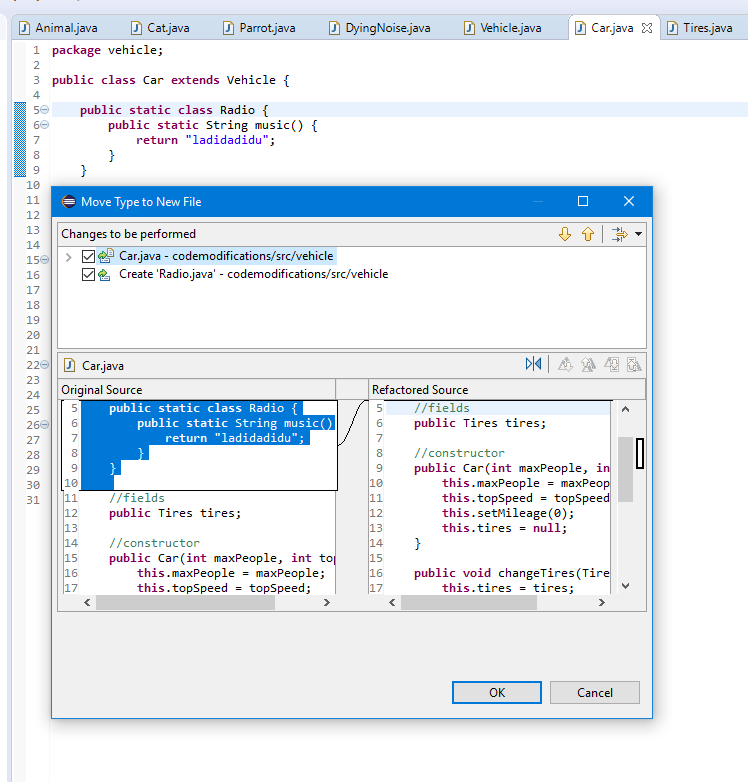 Animal.java Cat.java Parrot.java DyingNoise.java Vehicle.java Car.java Tires.java
1 package vehicle;
2
3 public class Car extends Vehicle {
4
5 public static class Radio {
6 public static String music() {
7 return "ladidadidu";
8 }
9 }
10
11
12
13
14
15
16
17
18
19
20
21
22
23
24
25
26
27
28
29
30
31
Move Type to New File
Changes to be performed
Car.java - codemodifications/src/vehicle
Create 'Radio.java' - codemodifications/src/vehicle
Car.java
Original Source
5 public static class Radio {
6 public static String music()
7 return "ladidadidu";
8 }
9 }
10
11 //fields
12 public Tires tires;
13
14 //constructor
15 public Car(int maxPeople, int top
16 this.maxPeople = maxPeople;
17 this.topSpeed = topSpeed;
Refactored Source
5 //fields
6 public Tires tires;
7
8 //constructor
9 public Car(int maxPeople, in
10 this.maxPeople = maxPeop
11 this.topSpeed = topSpeed
12 this.setMileage(0);
13 this.tires = null;
14 }
15
16 public void changeTires(Tire
17 this.tires = tires;
OK Cancel